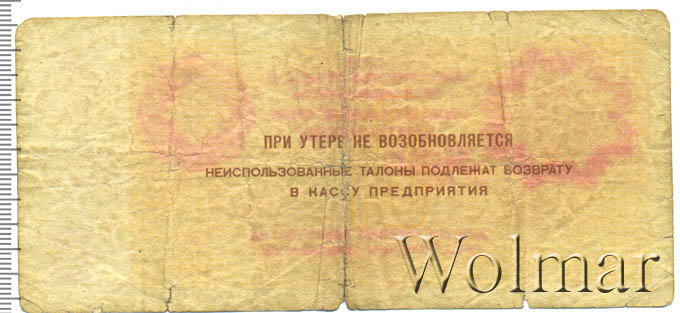 ПРИ УТЕРЕ НЕ ВОЗОБНОВЛЯЕТСЯ
НЕИСПОЛЬЗОВАННЫЕ ТАЛОНЫ ПОДЛЕЖАТ ВОЗВРАТУ
В КАССУ ПРЕДПРИЯТИЯ
Wolmar